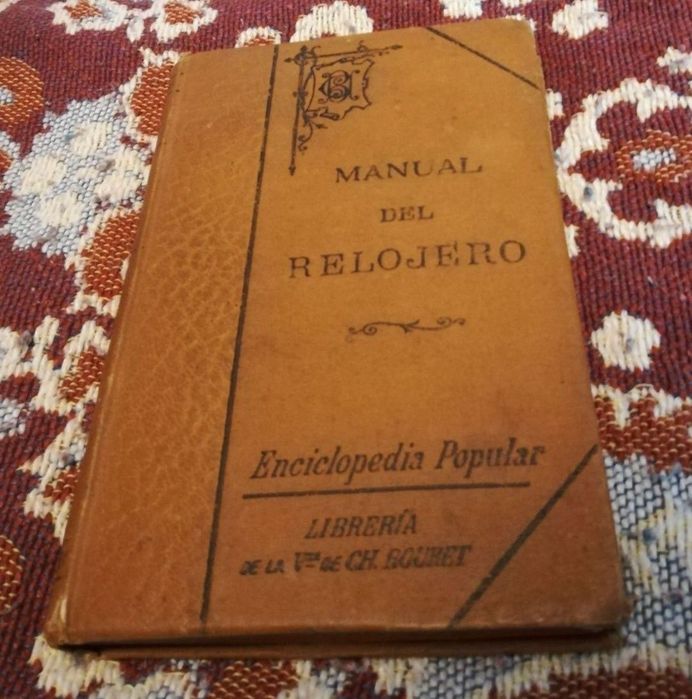 MANUAL
DEL
RELOJERO
Enciclopedia Popular
LIBRERÍA
DE LA Vda DE CH. BOURET